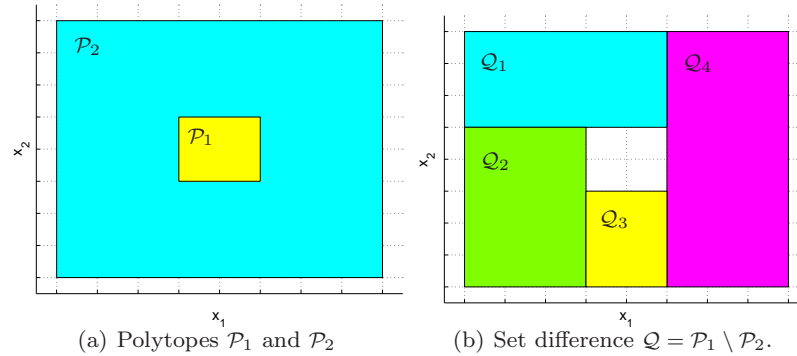 𝒫₂
𝒫₁
x₂
x₁
(a) Polytopes 𝒫₁ and 𝒫₂
𝒬₁
𝒬₄
𝒬₂
𝒬₃
x₂
x₁
(b) Set difference 𝒬 = 𝒫₁ \ 𝒫₂.